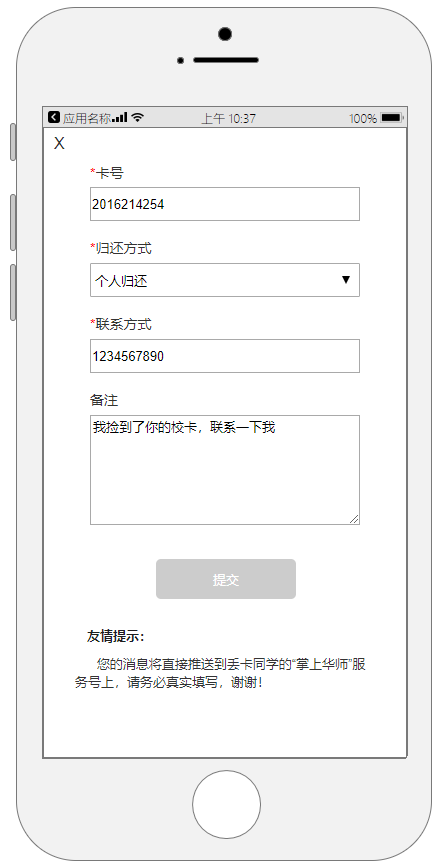 应用名称 上午 10:37 100%
X
*卡号
2016214254
*归还方式
个人归还 ▼
*联系方式
1234567890
备注
我捡到了你的校卡，联系一下我
提交
友情提示：
您的消息将直接推送到丢卡同学的“掌上华师”服
务号上，请务必真实填写，谢谢！